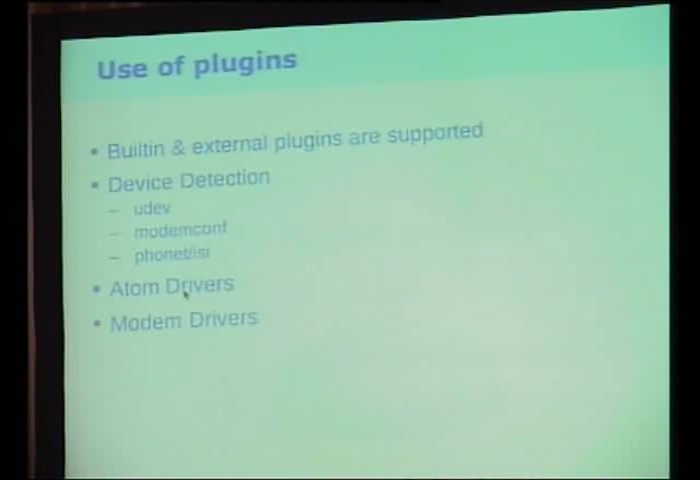 Use of plugins
• Builtin & external plugins are supported
• Device Detection
– udev
– modemconf
– phonet/isi
• Atom Drivers
• Modem Drivers